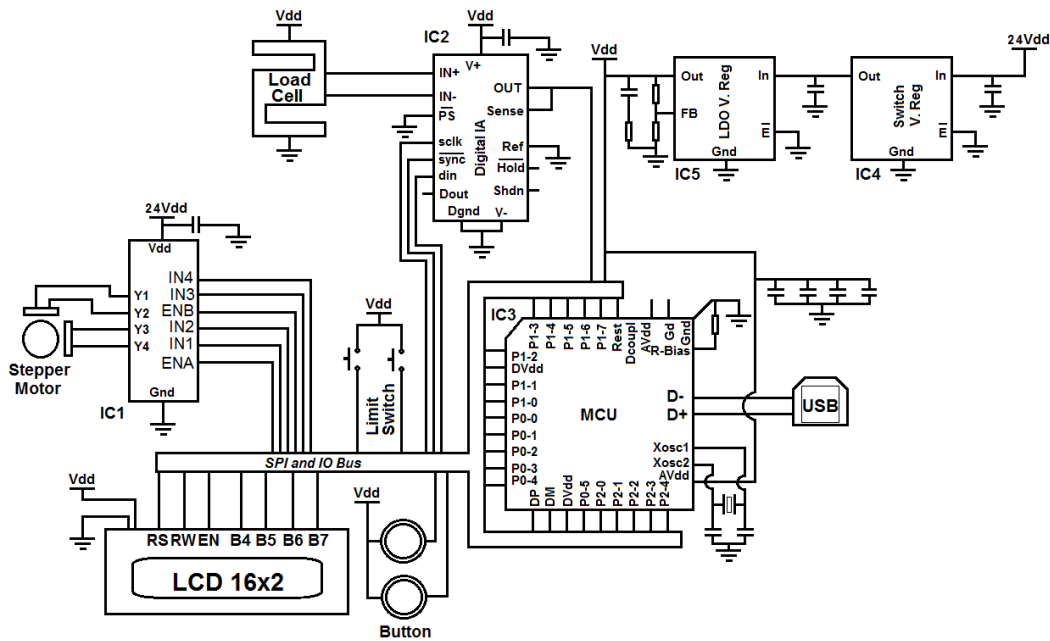 Vdd
Load
Cell
IC2
Vdd
V+
IN+
IN-
PS
sclk
sync
din
Dout
Digital IA
OUT
Sense
Ref
Hold
Shdn
Dgnd
V-
Vdd
Out
In
FB
LDO V. Reg
E
Gnd
IC5
Out
In
Switch
V. Reg
E
Gnd
IC4
24Vdd
24Vdd
Vdd
Y1
Y2
Y3
Y4
IN4
IN3
ENB
IN2
IN1
ENA
Gnd
IC1
Stepper
Motor
Vdd
Limit
Switch
SPI and IO Bus
IC3
P1-3
P1-4
P1-5
P1-6
P1-7
Rest
Dcoupl
AVdd
Gd
Gnd
R-Bias
P1-2
DVdd
P1-1
P1-0
P0-0
P0-1
P0-2
P0-3
P0-4
MCU
D-
D+
USB
Xosc1
Xosc2
AVdd
DP
DM
DVdd
P0-5
P2-0
P2-1
P2-2
P2-3
P2-4
Vdd
RS
RW
EN
B4
B5
B6
B7
LCD 16x2
Vdd
Button